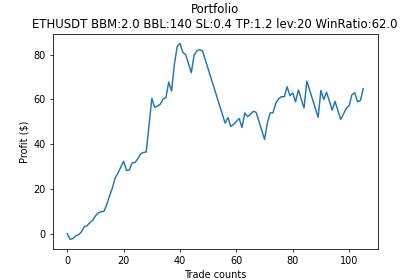 Portfolio
ETHUSDT BBM:2.0 BBL:140 SL:0.4 TP:1.2 lev:20 WinRatio:62.0
80
60
40
20
0
Profit ($)
0 20 40 60 80 100
Trade counts